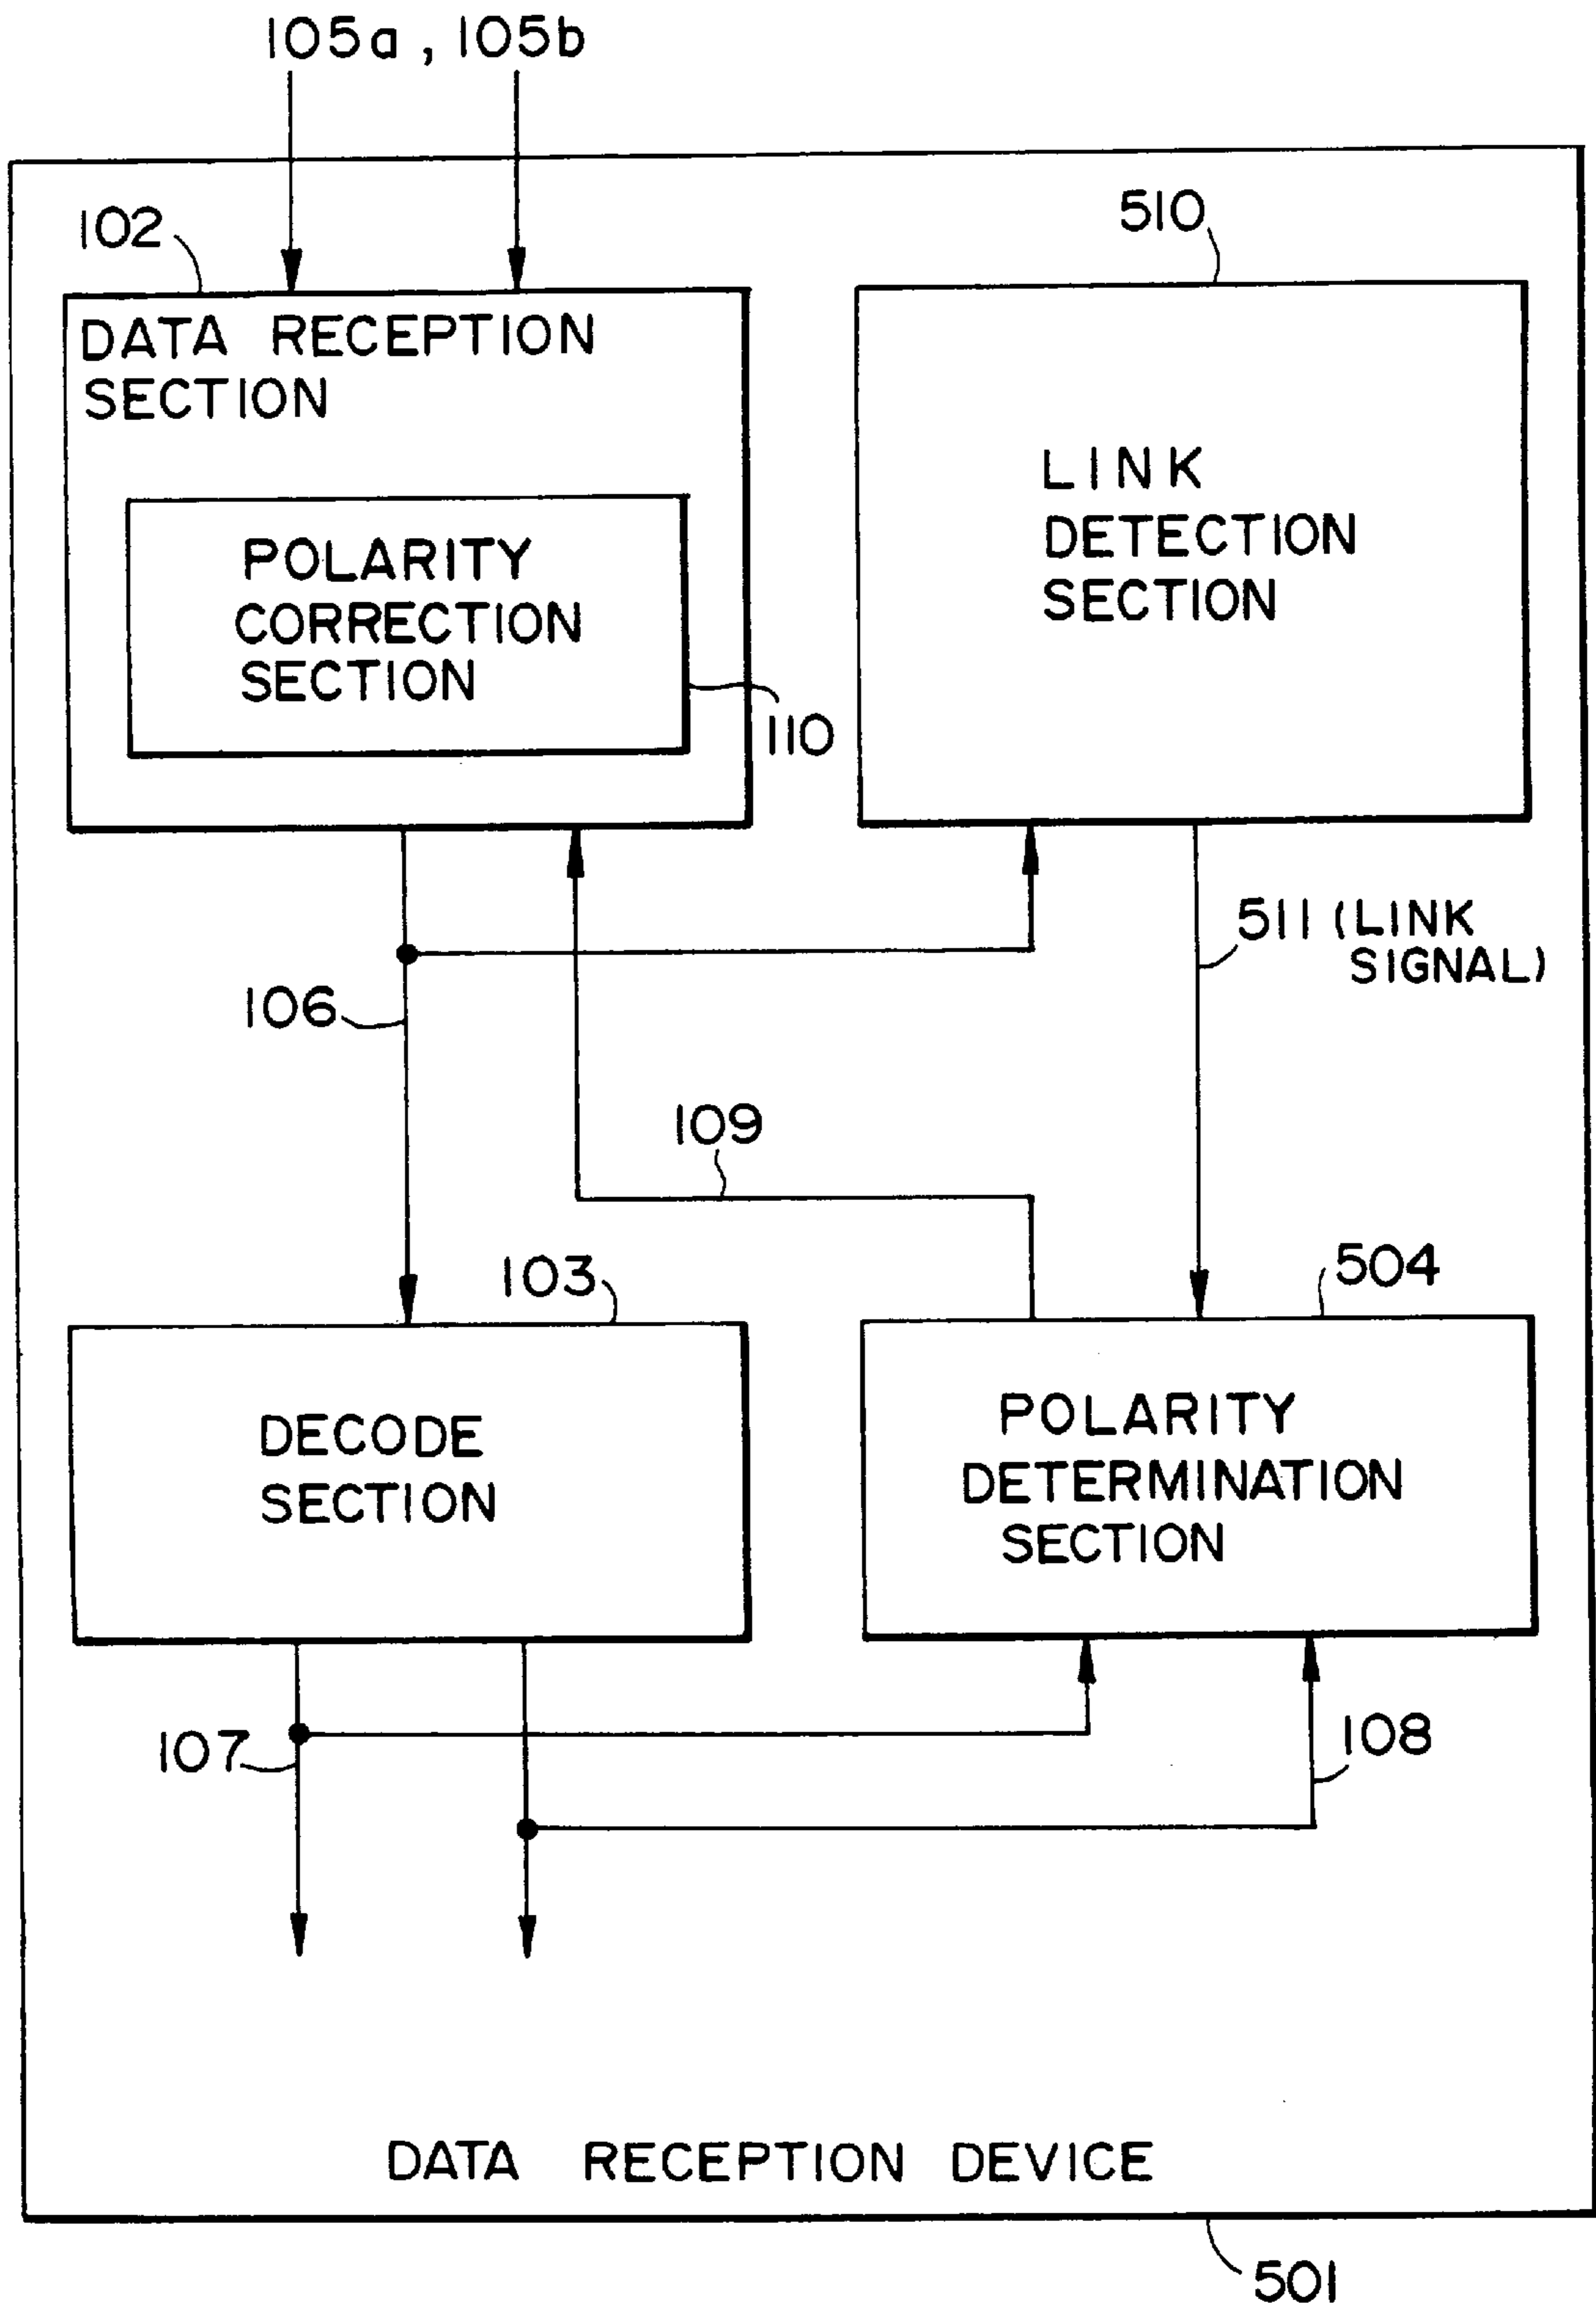 105a, 105b
102
510
DATA RECEPTION
SECTION
POLARITY
CORRECTION
SECTION
110
LINK
DETECTION
SECTION
511 (LINK
SIGNAL)
106
109
103
504
DECODE
SECTION
POLARITY
DETERMINATION
SECTION
107
108
DATA RECEPTION DEVICE
501